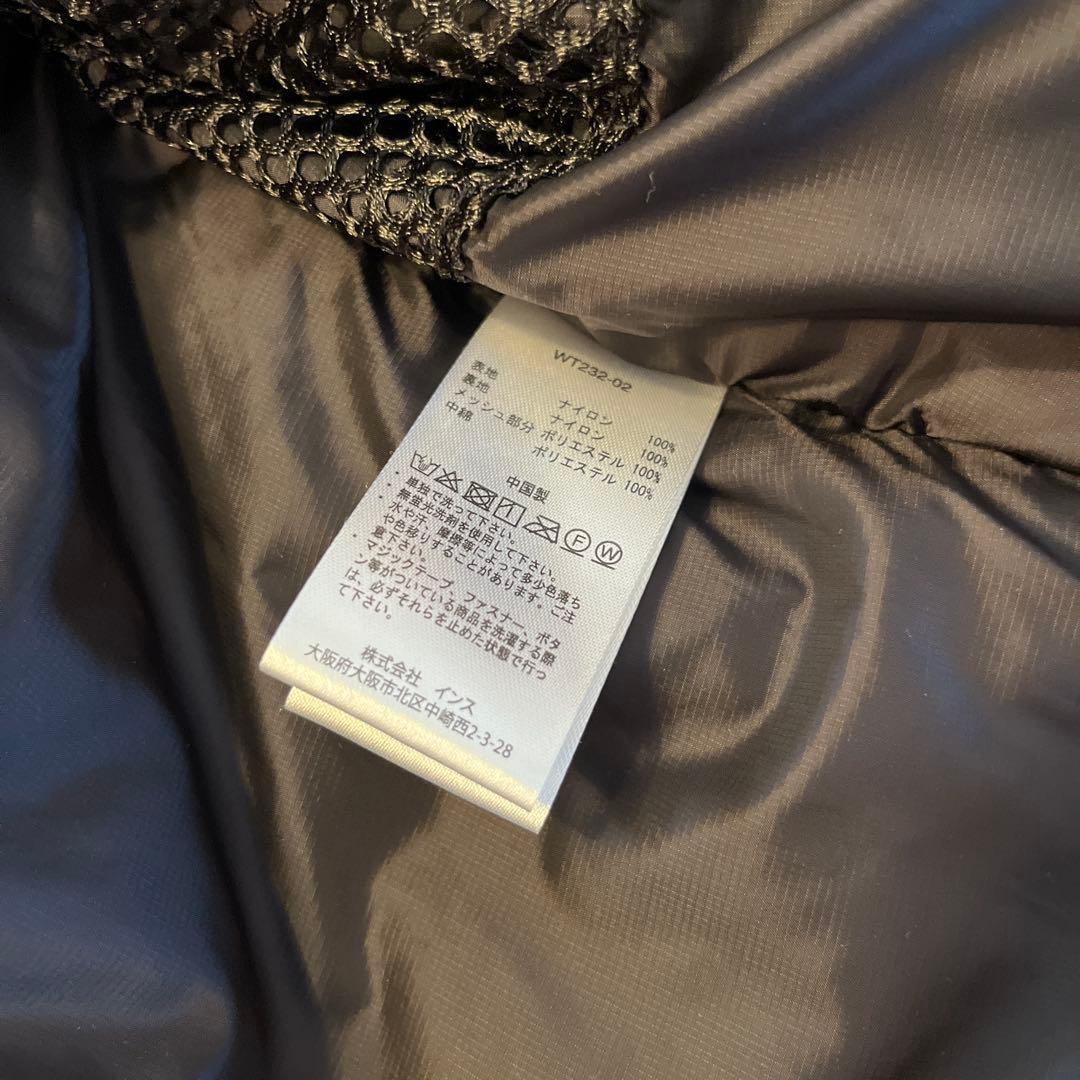 WT232-02
表地 ナイロン 100%
裏地 ナイロン 100%
メッシュ部分 ポリエステル 100%
中綿 ポリエステル 100%
中国製
F W
・単独で洗って下さい。
・無蛍光洗剤を使用して下さい。
水や汗、摩擦等によって多少色落ち
や色移りすることがあります。ご注
意下さい。
・マジックテープ、ファスナー、ボタ
ン等がついている商品を洗濯する際
は、必ずそれらを止めた状態で行っ
て下さい。
株式会社 インス
大阪府大阪市北区中崎西2-3-28